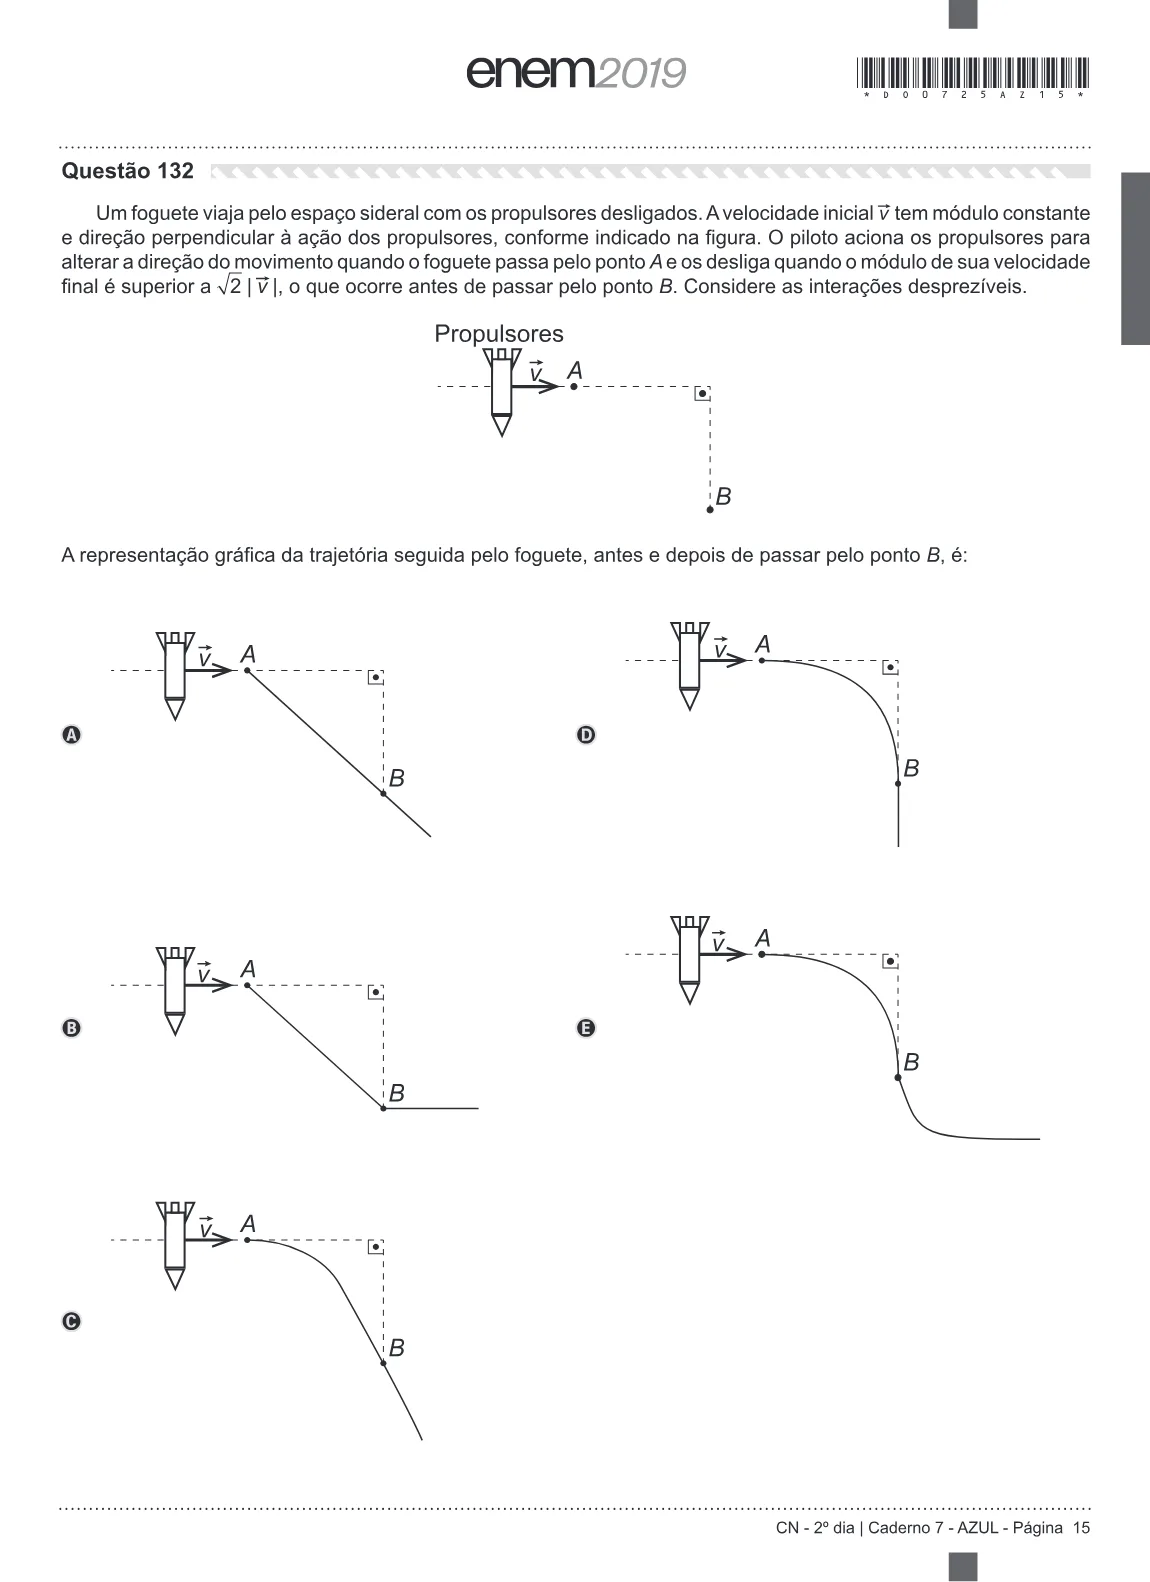 enem2019
* D 0 0 7 2 5 A Z 1 5 *
Questão 132
Um foguete viaja pelo espaço sideral com os propulsores desligados. A velocidade inicial v⃗ tem módulo constante
e direção perpendicular à ação dos propulsores, conforme indicado na figura. O piloto aciona os propulsores para
alterar a direção do movimento quando o foguete passa pelo ponto A e os desliga quando o módulo de sua velocidade
final é superior a √2 | v⃗ |, o que ocorre antes de passar pelo ponto B. Considere as interações desprezíveis.
Propulsores
v⃗ A
B
A representação gráfica da trajetória seguida pelo foguete, antes e depois de passar pelo ponto B, é:
v⃗ A
B
A
v⃗ A
B
B
v⃗ A
B
C
v⃗ A
B
D
v⃗ A
B
E
CN - 2º dia | Caderno 7 - AZUL - Página 15